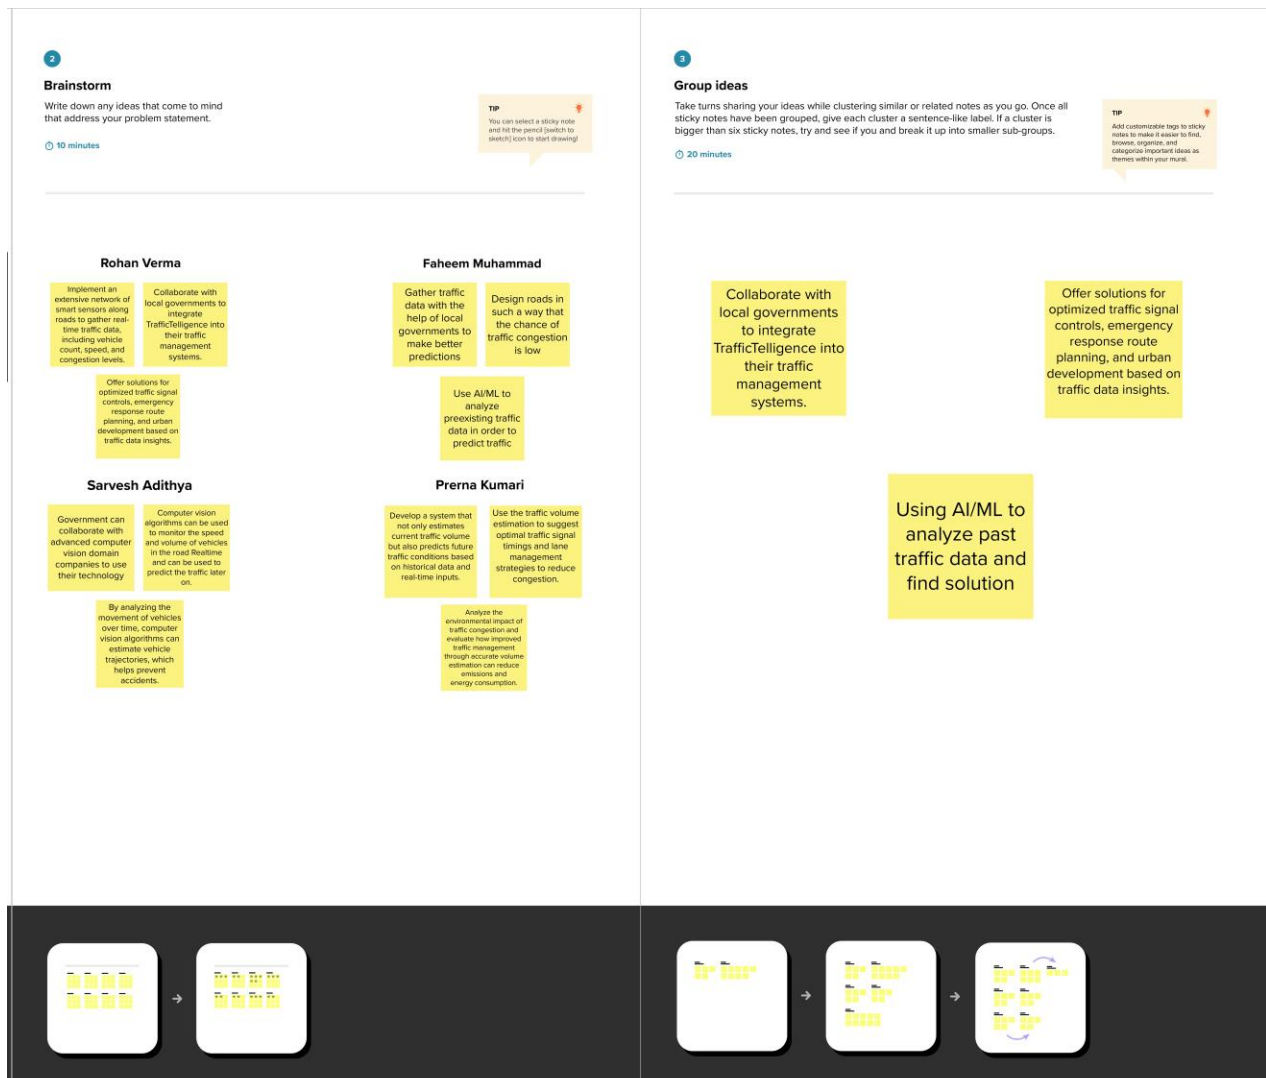 2
Brainstorm
Write down any ideas that come to mind
that address your problem statement.
10 minutes
TIP
You can select a sticky note
and hit the pencil [switch to
sketch] icon to start drawing!
Rohan Verma
Implement an
extensive network of
smart sensors along
roads to gather real-
time traffic data,
including vehicle
count, speed, and
congestion levels.
Collaborate with
local governments to
integrate
TrafficTelligence into
their traffic
management
systems.
Offer solutions for
optimized traffic signal
controls, emergency
response route
planning, and urban
development based on
traffic data insights.
Faheem Muhammad
Gather traffic
data with the
help of local
governments to
make better
predictions
Design roads in
such a way that
the chance of
traffic congestion
is low
Use AI/ML to
analyze
preexisting traffic
data in order to
predict traffic
Sarvesh Adithya
Government can
collaborate with
advanced computer
vision domain
companies to use
their technology
Computer vision
algorithms can be used
to monitor the speed
and volume of vehicles
in the road Realtime
and can be used to
predict the traffic later
on.
By analyzing the
movement of vehicles
over time, computer
vision algorithms can
estimate vehicle
trajectories, which
helps prevent
accidents.
Prerna Kumari
Develop a system that
not only estimates
current traffic volume
but also predicts future
traffic conditions based
on historical data and
real-time inputs.
Use the traffic volume
estimation to suggest
optimal traffic signal
timings and lane
management
strategies to reduce
congestion.
Analyze the
environmental impact of
traffic congestion and
evaluate how improved
traffic management
through accurate volume
estimation can reduce
emissions and
energy consumption.
3
Group ideas
Take turns sharing your ideas while clustering similar or related notes as you go. Once all
sticky notes have been grouped, give each cluster a sentence-like label. If a cluster is
bigger than six sticky notes, try and see if you and break it up into smaller sub-groups.
20 minutes
TIP
Add customizable tags to sticky
notes to make it easier to find,
browse, organize, and
categorize important ideas as
themes within your mural.
Collaborate with
local governments
to integrate
TrafficTelligence into
their traffic
management
systems.
Offer solutions for
optimized traffic signal
controls, emergency
response route
planning, and urban
development based on
traffic data insights.
Using AI/ML to
analyze past
traffic data and
find solution